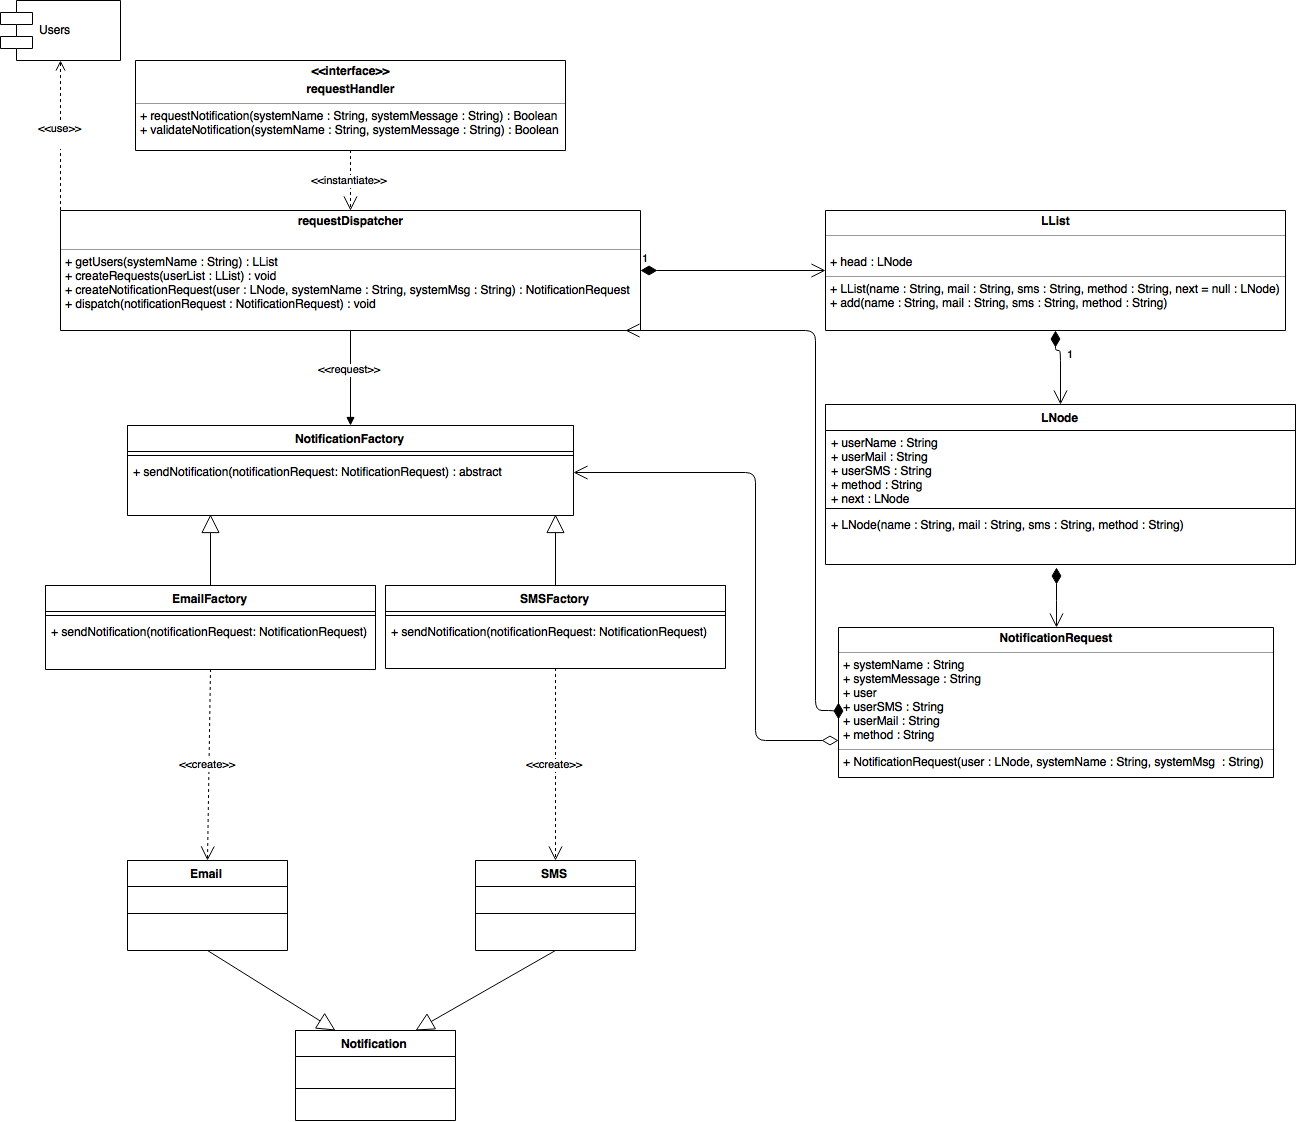 Users
<<use>>
<<interface>>
requestHandler
+ requestNotification(systemName : String, systemMessage : String) : Boolean
+ validateNotification(systemName : String, systemMessage : String) : Boolean
<<instantiate>>
requestDispatcher
+ getUsers(systemName : String) : LList
+ createRequests(userList : LList) : void
+ createNotificationRequest(user : LNode, systemName : String, systemMsg : String) : NotificationRequest
+ dispatch(notificationRequest : NotificationRequest) : void
1
LList
+ head : LNode
+ LList(name : String, mail : String, sms : String, method : String, next = null : LNode)
+ add(name : String, mail : String, sms : String, method : String)
1
<<request>>
NotificationFactory
+ sendNotification(notificationRequest: NotificationRequest) : abstract
LNode
+ userName : String
+ userMail : String
+ userSMS : String
+ method : String
+ next : LNode
+ LNode(name : String, mail : String, sms : String, method : String)
EmailFactory
+ sendNotification(notificationRequest: NotificationRequest)
SMSFactory
+ sendNotification(notificationRequest: NotificationRequest)
NotificationRequest
+ systemName : String
+ systemMessage : String
+ user
+ userSMS : String
+ userMail : String
+ method : String
+ NotificationRequest(user : LNode, systemName : String, systemMsg  : String)
<<create>>
<<create>>
Email
SMS
Notification